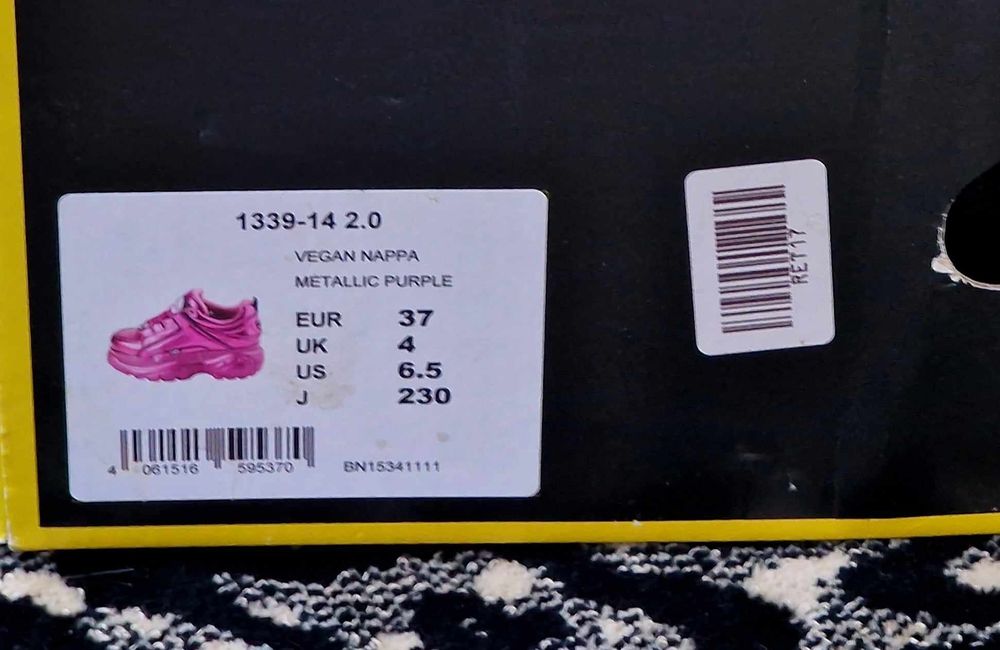 1339-14 2.0
VEGAN NAPPA
METALLIC PURPLE
EUR 37
UK 4
US 6.5
J 230
4 061516 595370
BN15341111
RET17